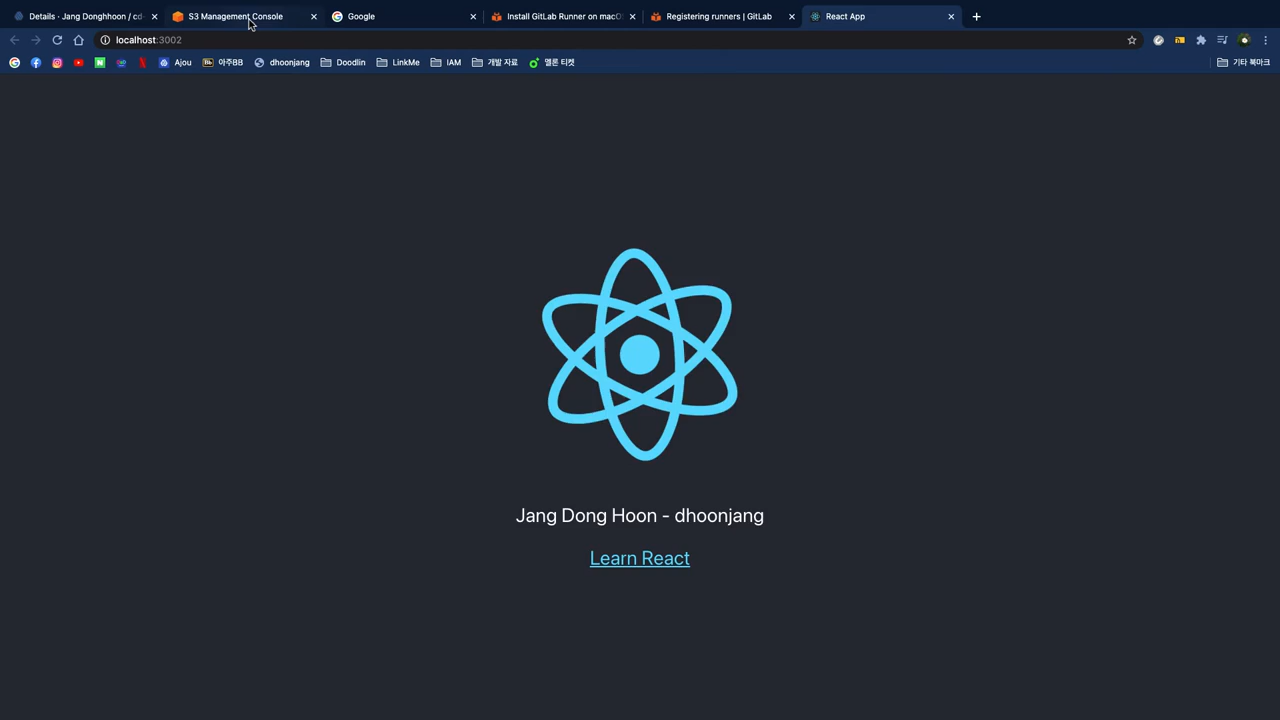 Details · Jang Donghhoon / cd- S3 Management Console Google Install GitLab Runner on macO Registering runners | GitLab React App
localhost:3002
Ajou 아주BB dhoonjang Doodlin LinkMe IAM 개발 자료 멜론 티켓 기타 북마크
Jang Dong Hoon - dhoonjang
Learn React